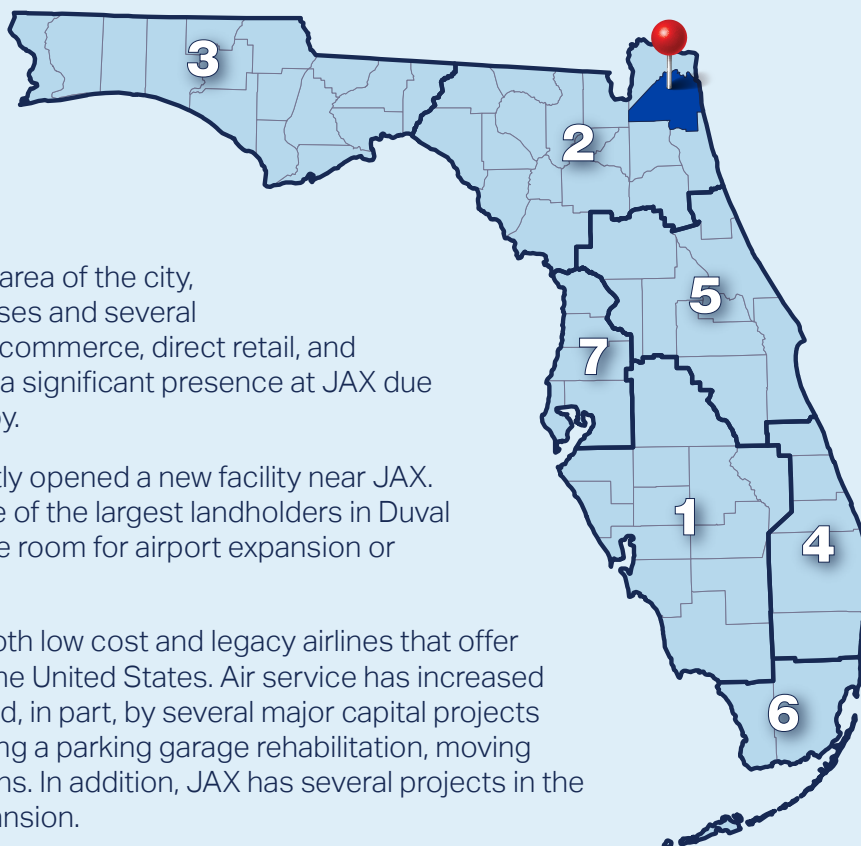 3
2
area of the city,
ses and several
5
commerce, direct retail, and
7
a significant presence at JAX due
by.
tly opened a new facility near JAX.
e of the largest landholders in Duval
1
4
e room for airport expansion or
oth low cost and legacy airlines that offer
he United States. Air service has increased
d, in part, by several major capital projects
6
ng a parking garage rehabilitation, moving
ns. In addition, JAX has several projects in the
ansion.